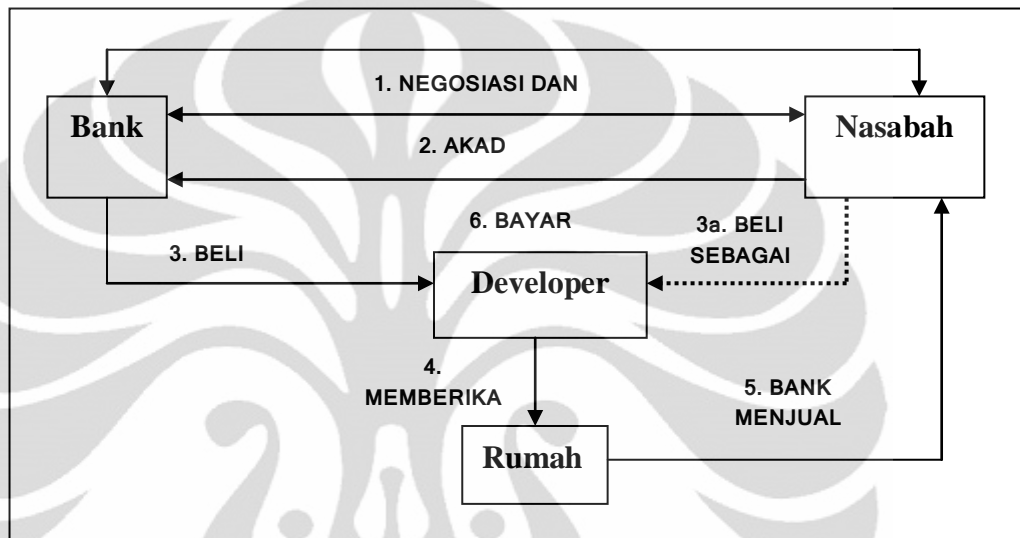 1. NEGOSIASI DAN
Bank
Nasabah
2. AKAD
6. BAYAR
3. BELI
3a. BELI
SEBAGAI
Developer
4.
MEMBERIKA
5. BANK
MENJUAL
Rumah